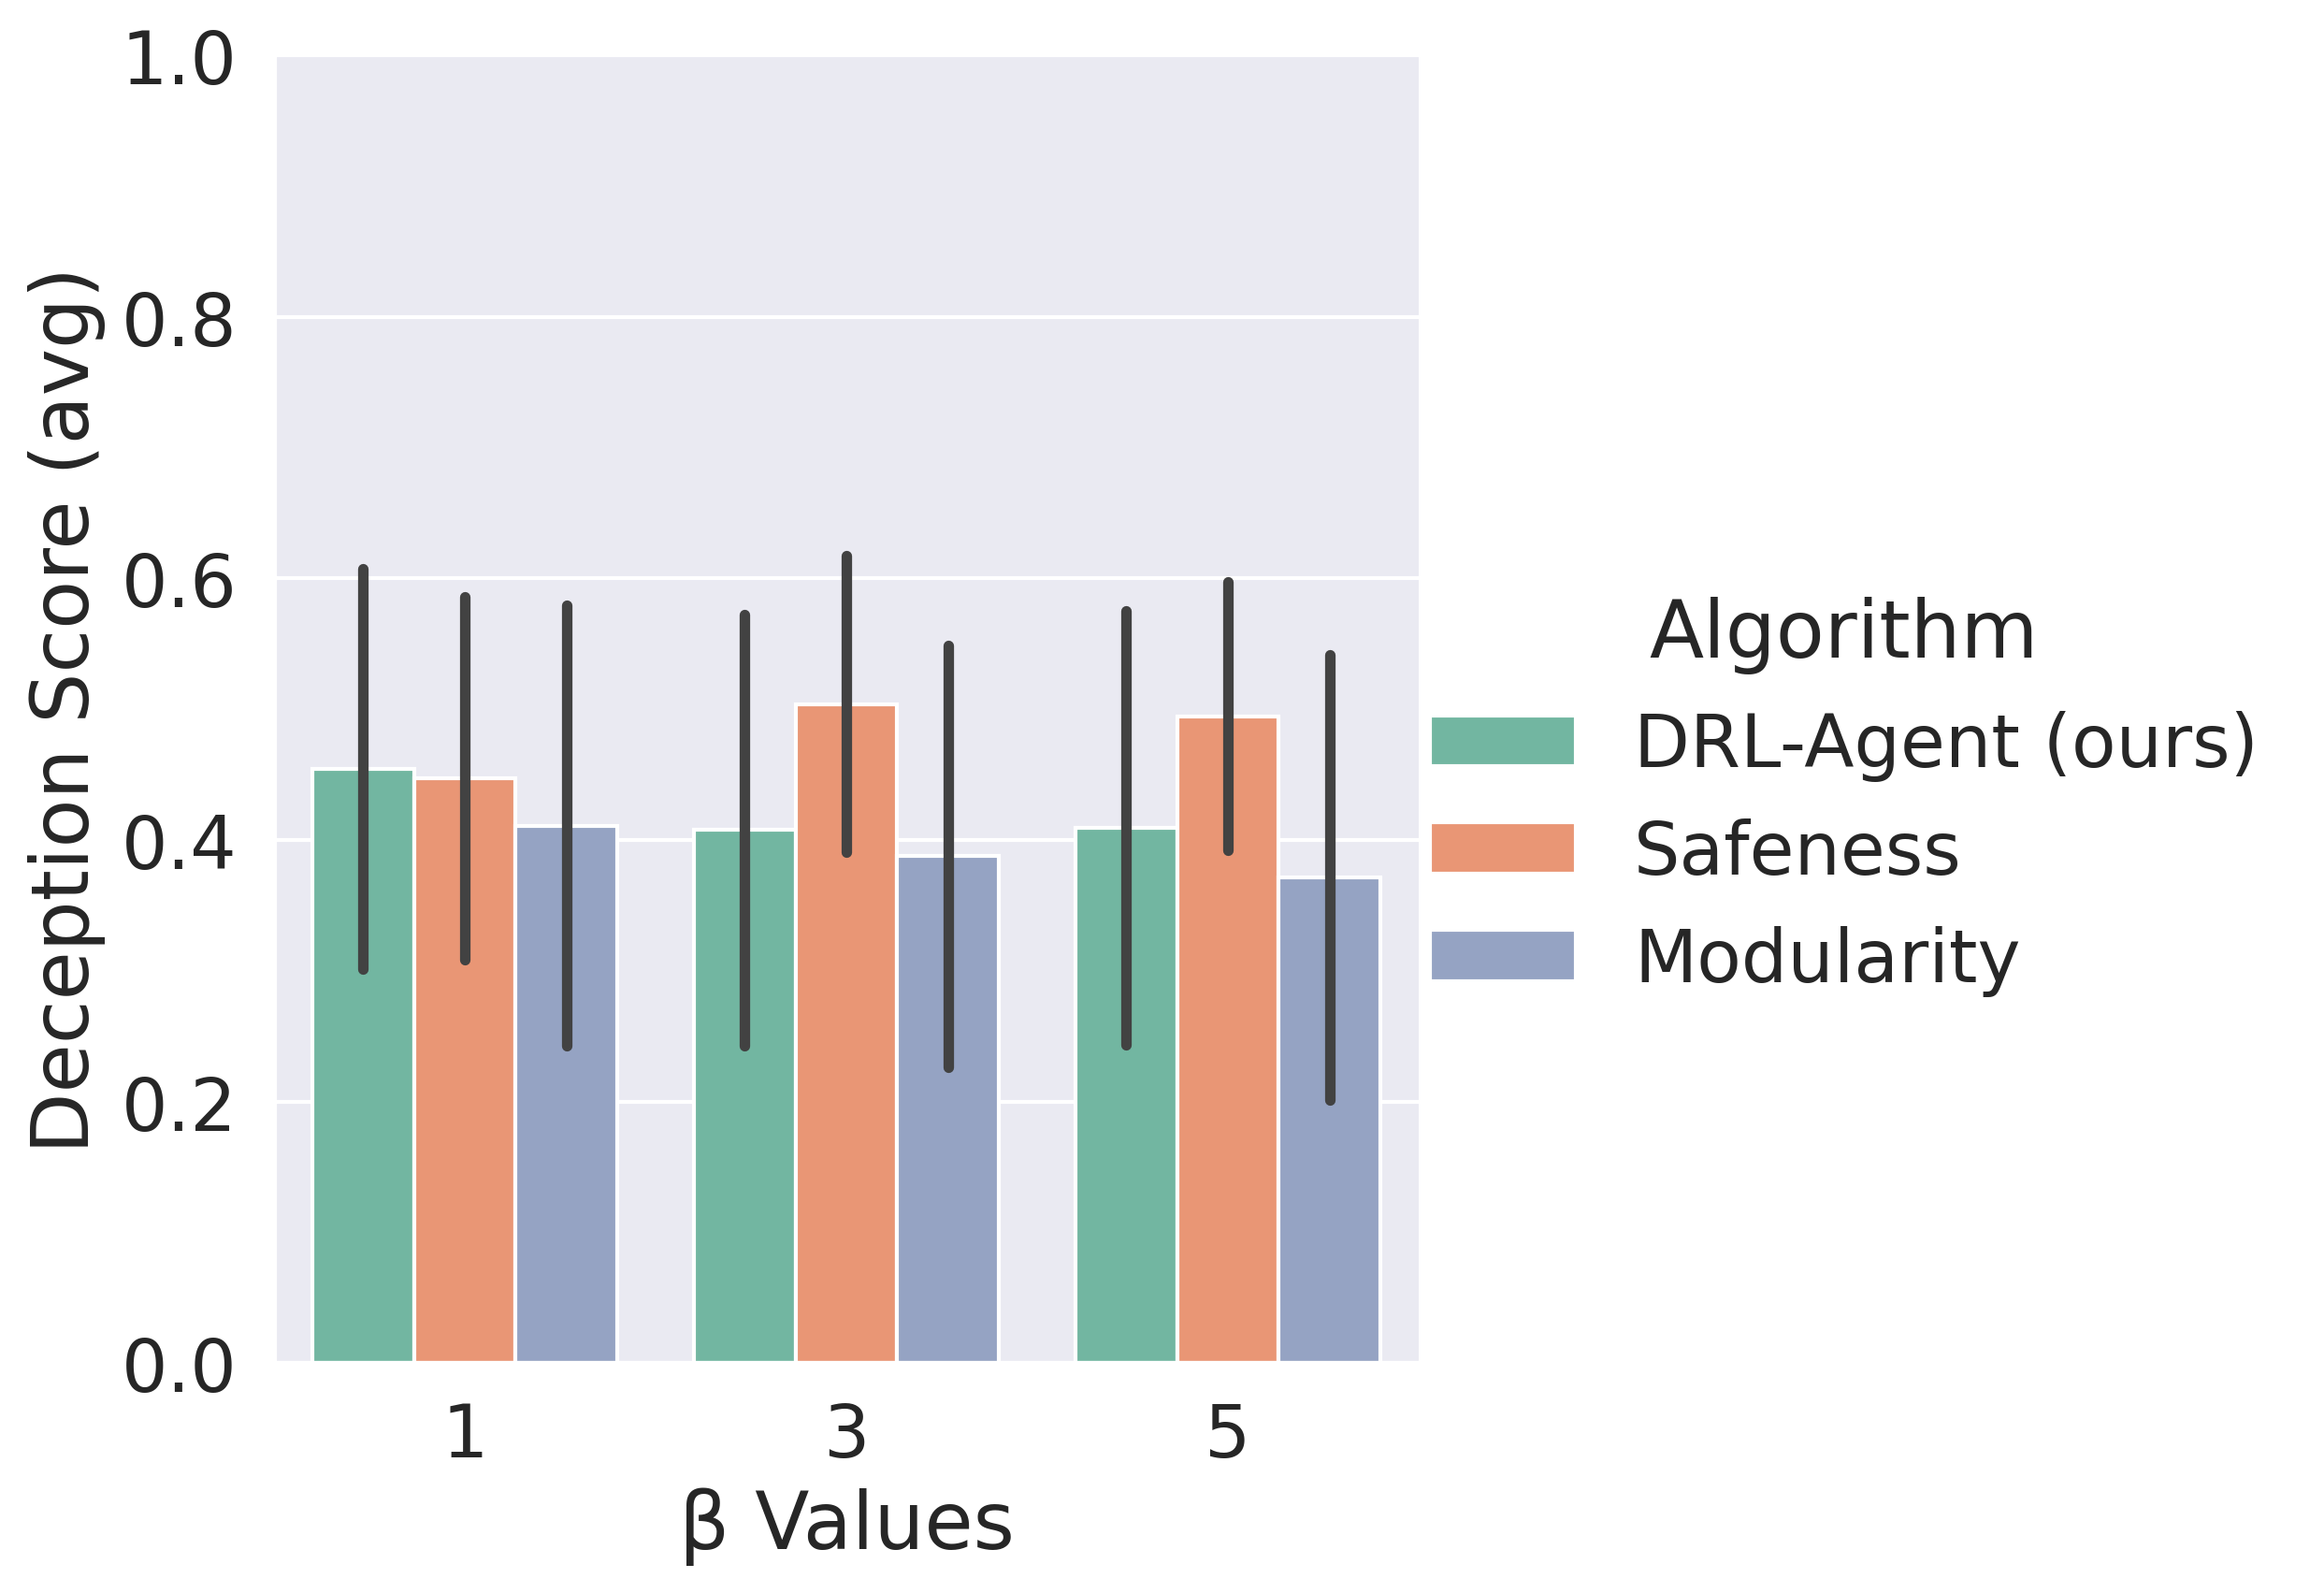 Deception Score (avg)
1.0
0.8
0.6
0.4
0.2
0.0
1 3 5
β Values
Algorithm
DRL-Agent (ours)
Safeness
Modularity